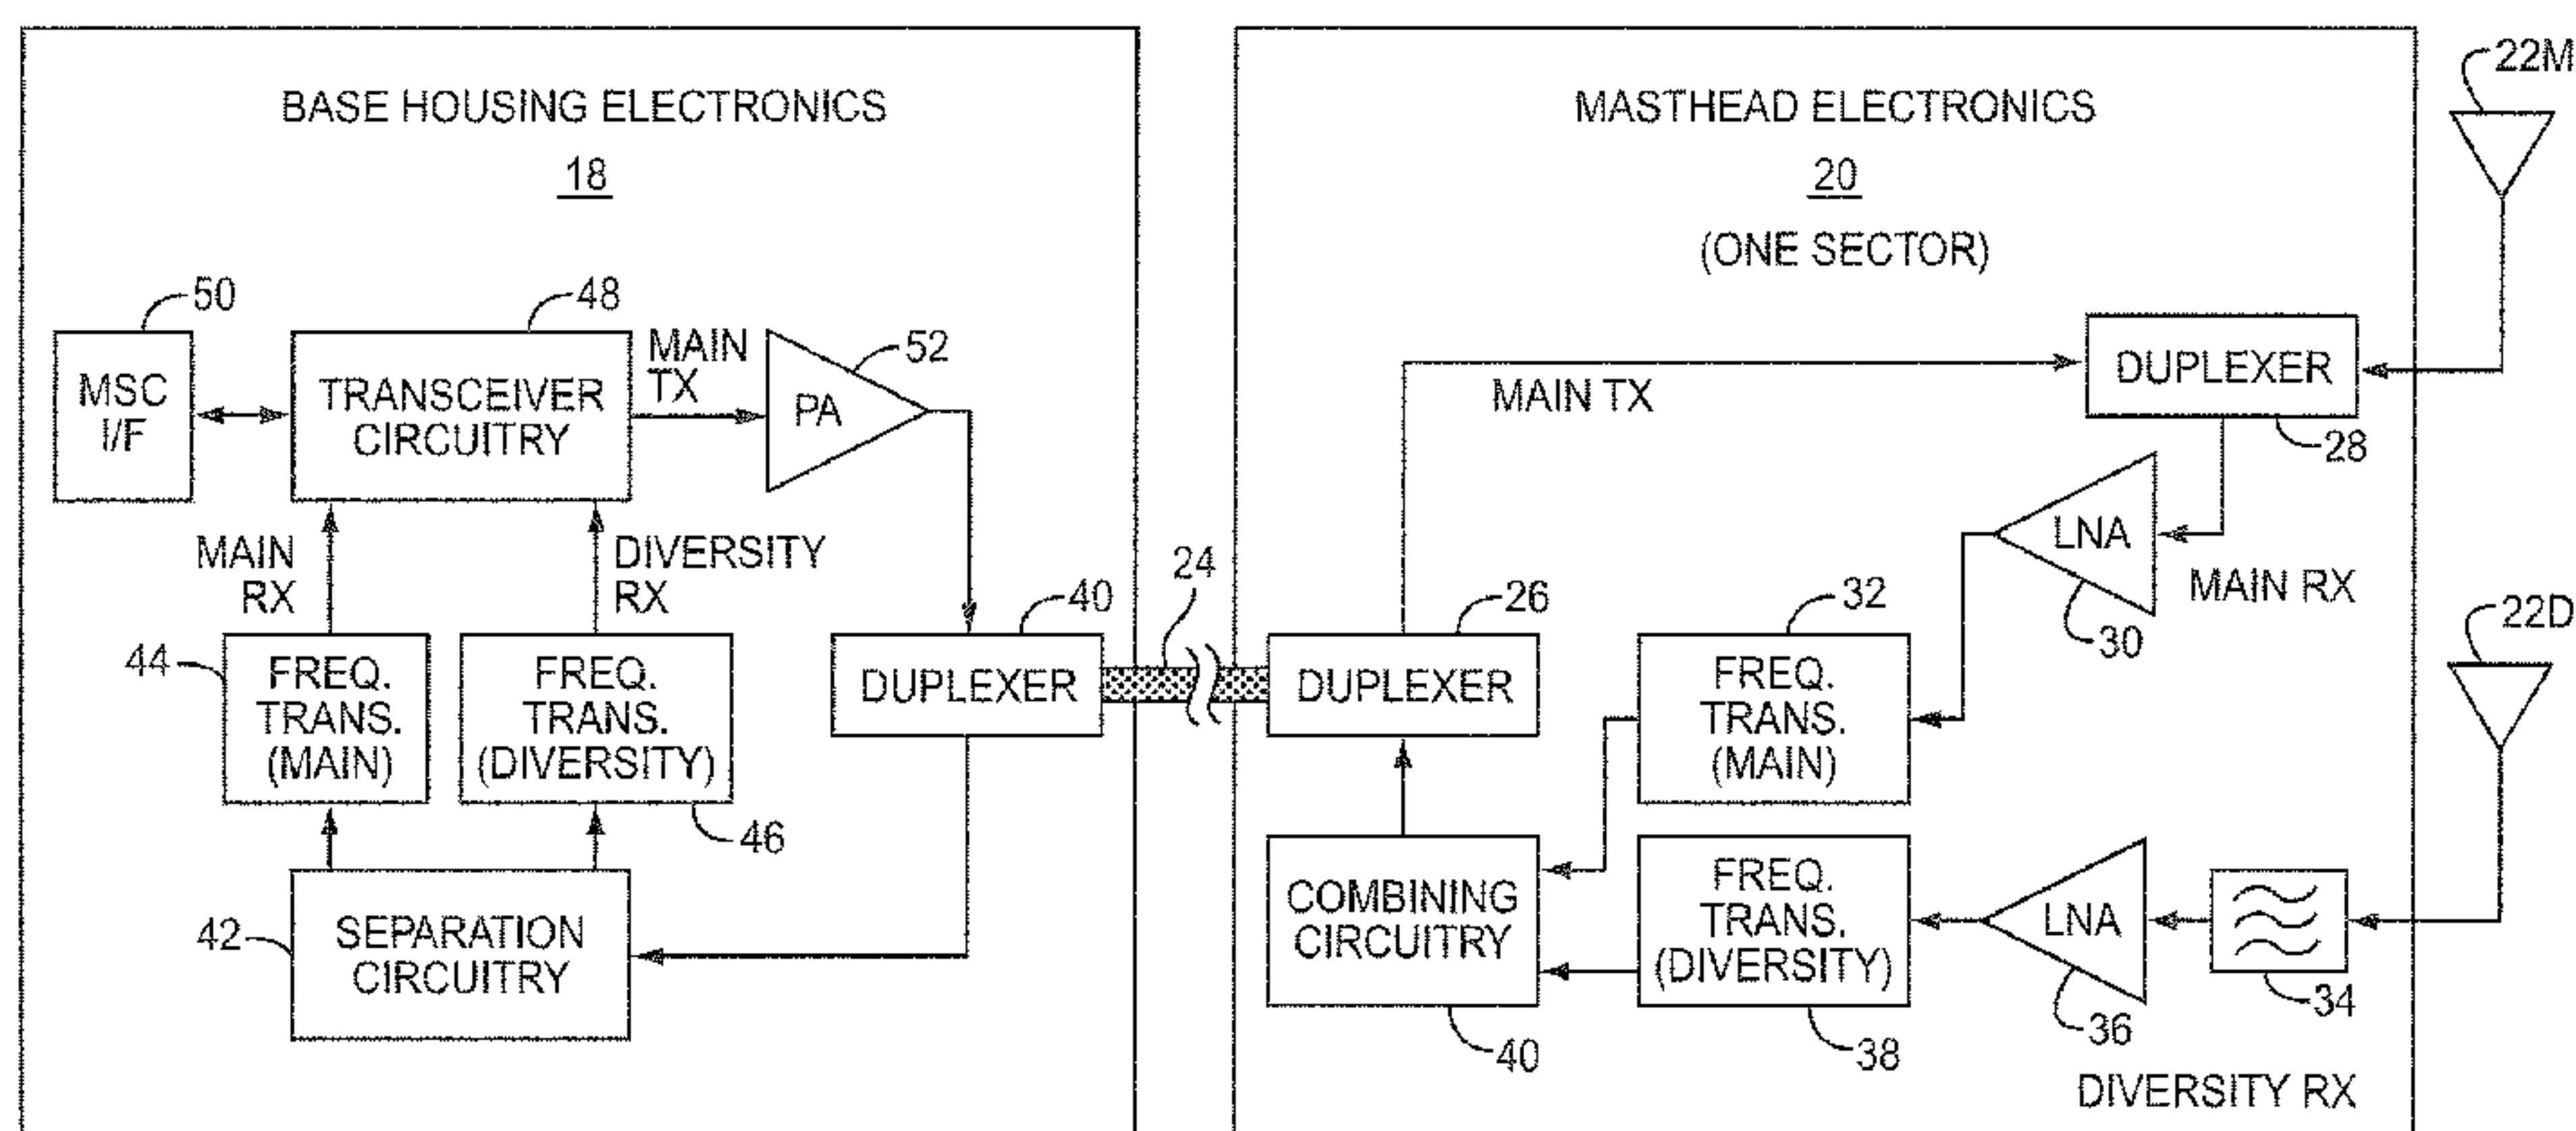 BASE HOUSING ELECTRONICS
18
50
MSC
I/F
48
TRANSCEIVER
CIRCUITRY
MAIN
TX
52
PA
MAIN
RX
DIVERSITY
RX
44
FREQ.
TRANS.
(MAIN)
FREQ.
TRANS.
(DIVERSITY)
46
40
DUPLEXER
42
SEPARATION
CIRCUITRY
24
MASTHEAD ELECTRONICS
20
(ONE SECTOR)
22M
MAIN TX
DUPLEXER
28
LNA
30
MAIN RX
26
DUPLEXER
32
FREQ.
TRANS.
(MAIN)
22D
COMBINING
CIRCUITRY
40
FREQ.
TRANS.
(DIVERSITY)
38
LNA
36
34
DIVERSITY RX